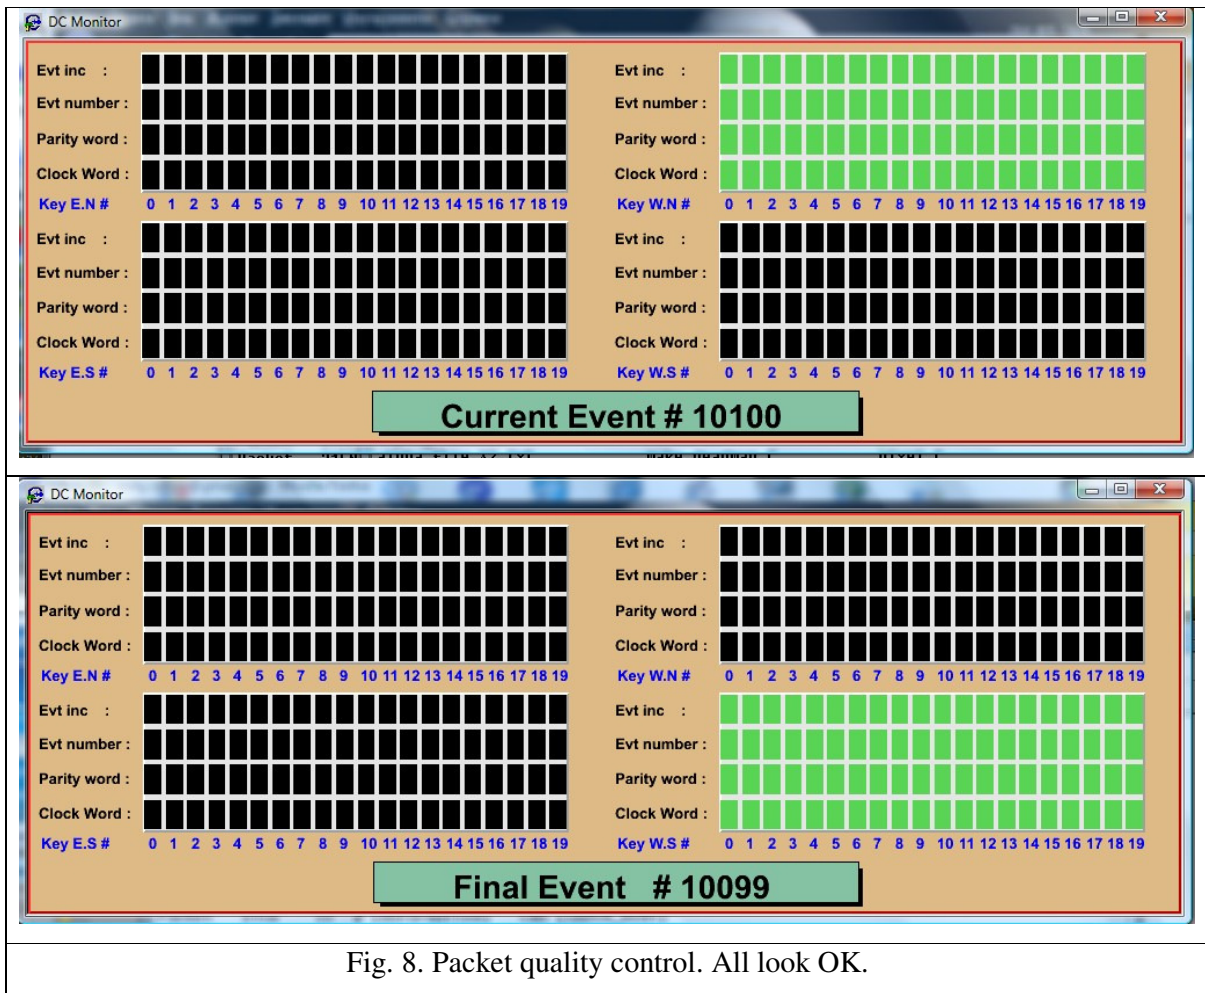 DC Monitor
Evt inc :
Evt number :
Parity word :
Clock Word :
Key E.N # 0 1 2 3 4 5 6 7 8 9 10 11 12 13 14 15 16 17 18 19
Evt inc :
Evt number :
Parity word :
Clock Word :
Key W.N # 0 1 2 3 4 5 6 7 8 9 10 11 12 13 14 15 16 17 18 19
Evt inc :
Evt number :
Parity word :
Clock Word :
Key E.S # 0 1 2 3 4 5 6 7 8 9 10 11 12 13 14 15 16 17 18 19
Evt inc :
Evt number :
Parity word :
Clock Word :
Key W.S # 0 1 2 3 4 5 6 7 8 9 10 11 12 13 14 15 16 17 18 19
Current Event # 10100
DC Monitor
Evt inc :
Evt number :
Parity word :
Clock Word :
Key E.N # 0 1 2 3 4 5 6 7 8 9 10 11 12 13 14 15 16 17 18 19
Evt inc :
Evt number :
Parity word :
Clock Word :
Key W.N # 0 1 2 3 4 5 6 7 8 9 10 11 12 13 14 15 16 17 18 19
Evt inc :
Evt number :
Parity word :
Clock Word :
Key E.S # 0 1 2 3 4 5 6 7 8 9 10 11 12 13 14 15 16 17 18 19
Evt inc :
Evt number :
Parity word :
Clock Word :
Key W.S # 0 1 2 3 4 5 6 7 8 9 10 11 12 13 14 15 16 17 18 19
Final Event # 10099
Fig. 8. Packet quality control. All look OK.